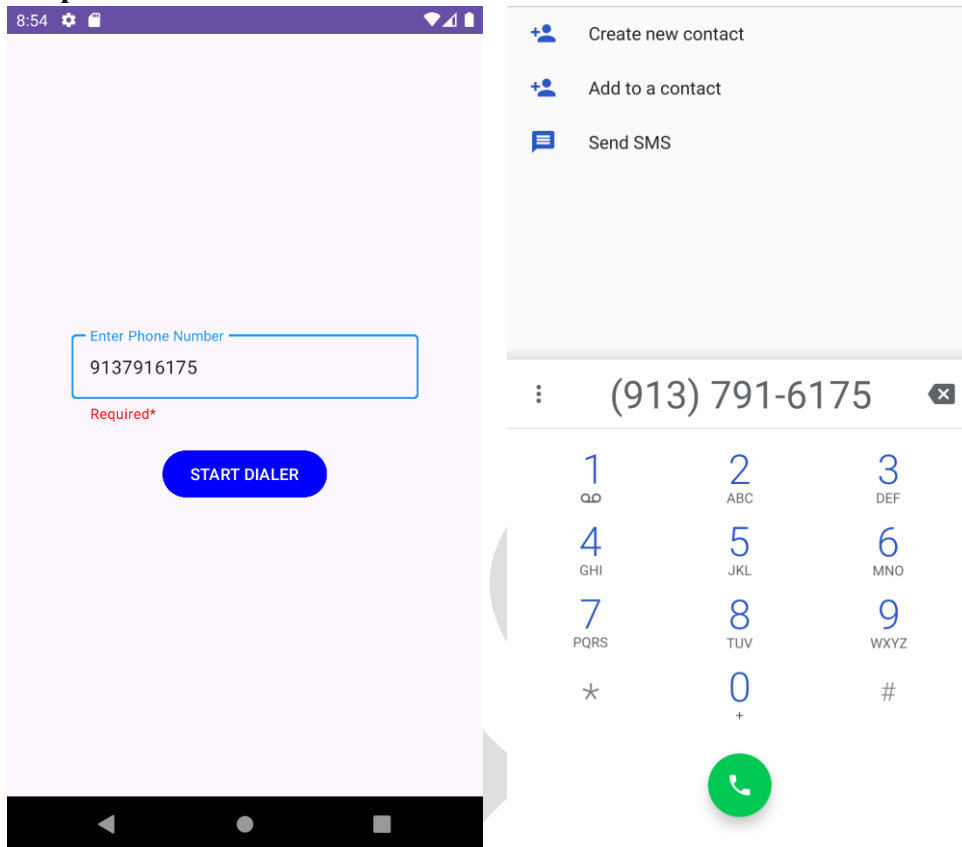 8:54
Enter Phone Number
9137916175
Required*
START DIALER
Create new contact
Add to a contact
Send SMS
(913) 791-6175
1 2 3
ABC DEF
4 5 6
GHI JKL MNO
7 8 9
PQRS TUV WXYZ
* 0 #
+